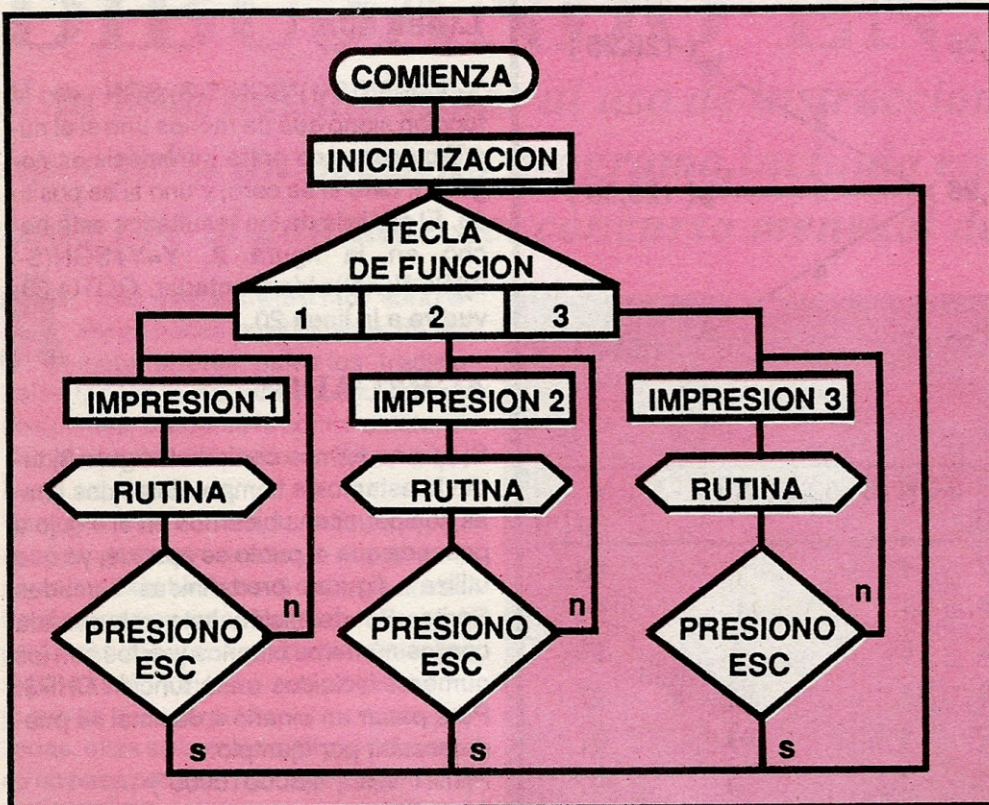 COMIENZA
INICIALIZACION
TECLA
DE FUNCION
1 2 3
IMPRESION 1 IMPRESION 2 IMPRESION 3
RUTINA RUTINA RUTINA
n n n
PRESIONO PRESIONO PRESIONO
ESC ESC ESC
s s s